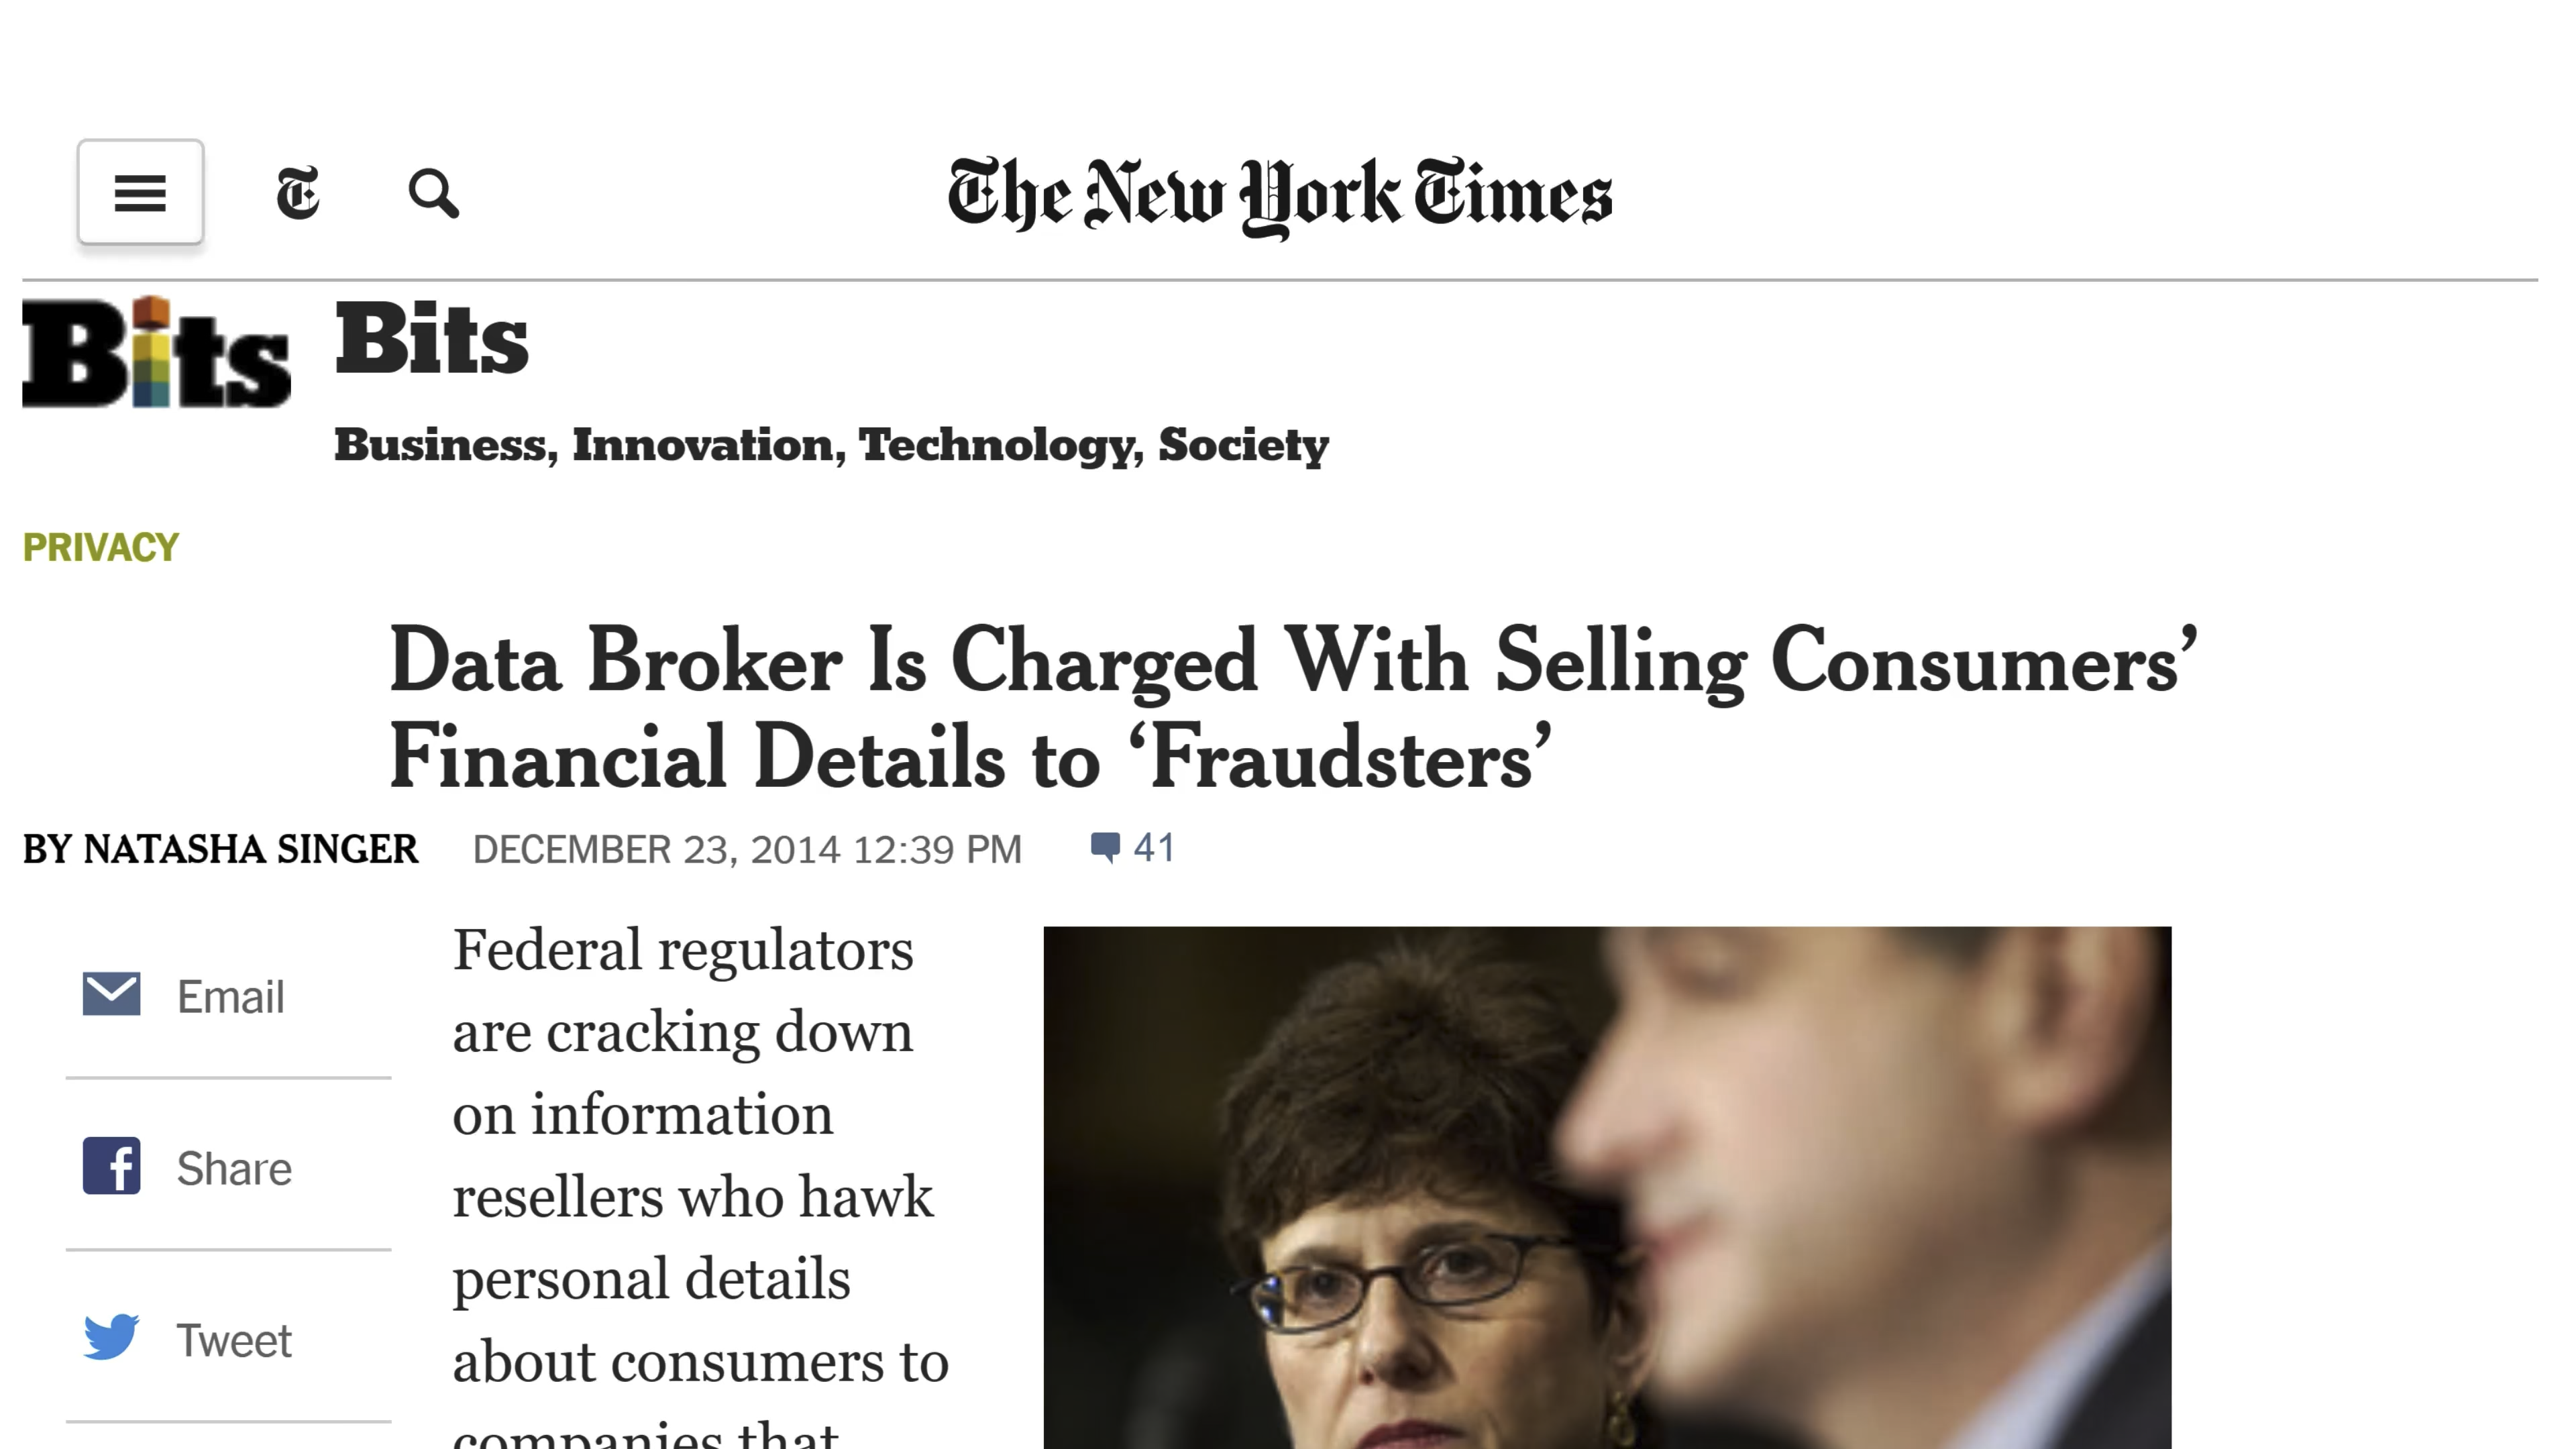 T
The New York Times
Bits
Bits
Business, Innovation, Technology, Society
PRIVACY
Data Broker Is Charged With Selling Consumers’
Financial Details to ‘Fraudsters’
BY NATASHA SINGER DECEMBER 23, 2014 12:39 PM 41
Email
Share
Tweet
Federal regulators
are cracking down
on information
resellers who hawk
personal details
about consumers to
companies that